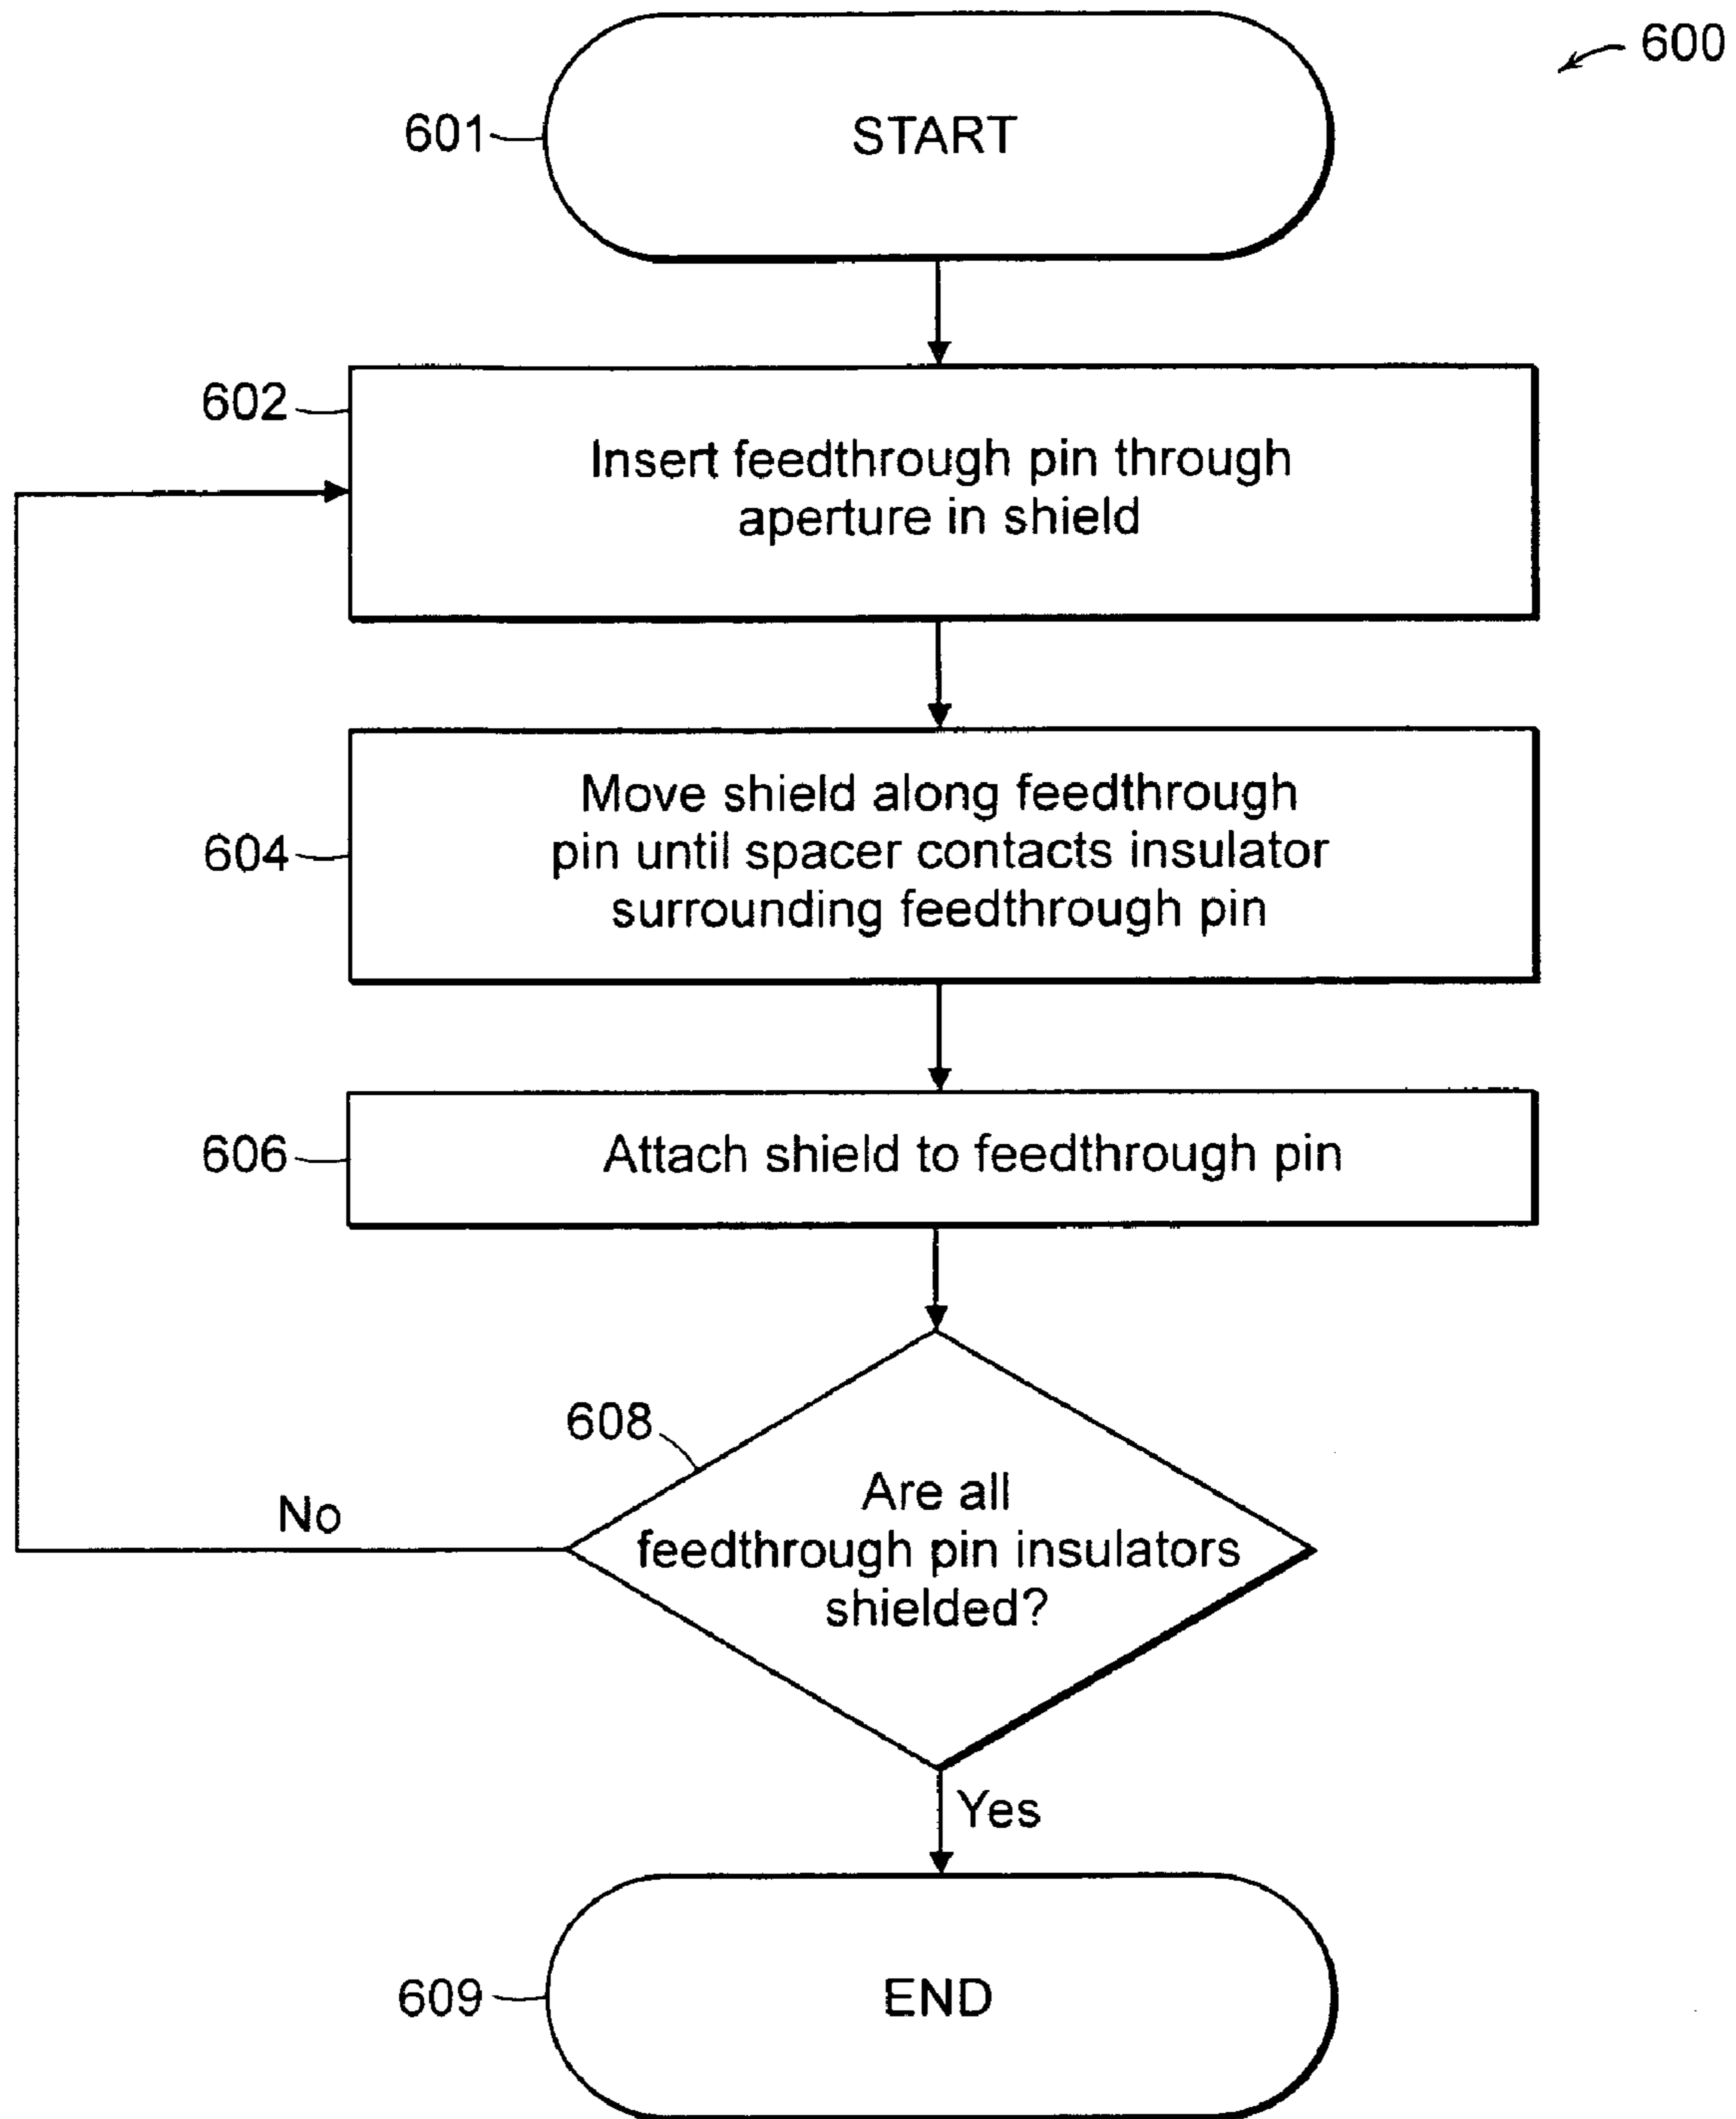 600
601
START
602
Insert feedthrough pin through
aperture in shield
604
Move shield along feedthrough
pin until spacer contacts insulator
surrounding feedthrough pin
606
Attach shield to feedthrough pin
608
Are all
feedthrough pin insulators
shielded?
No
Yes
609
END